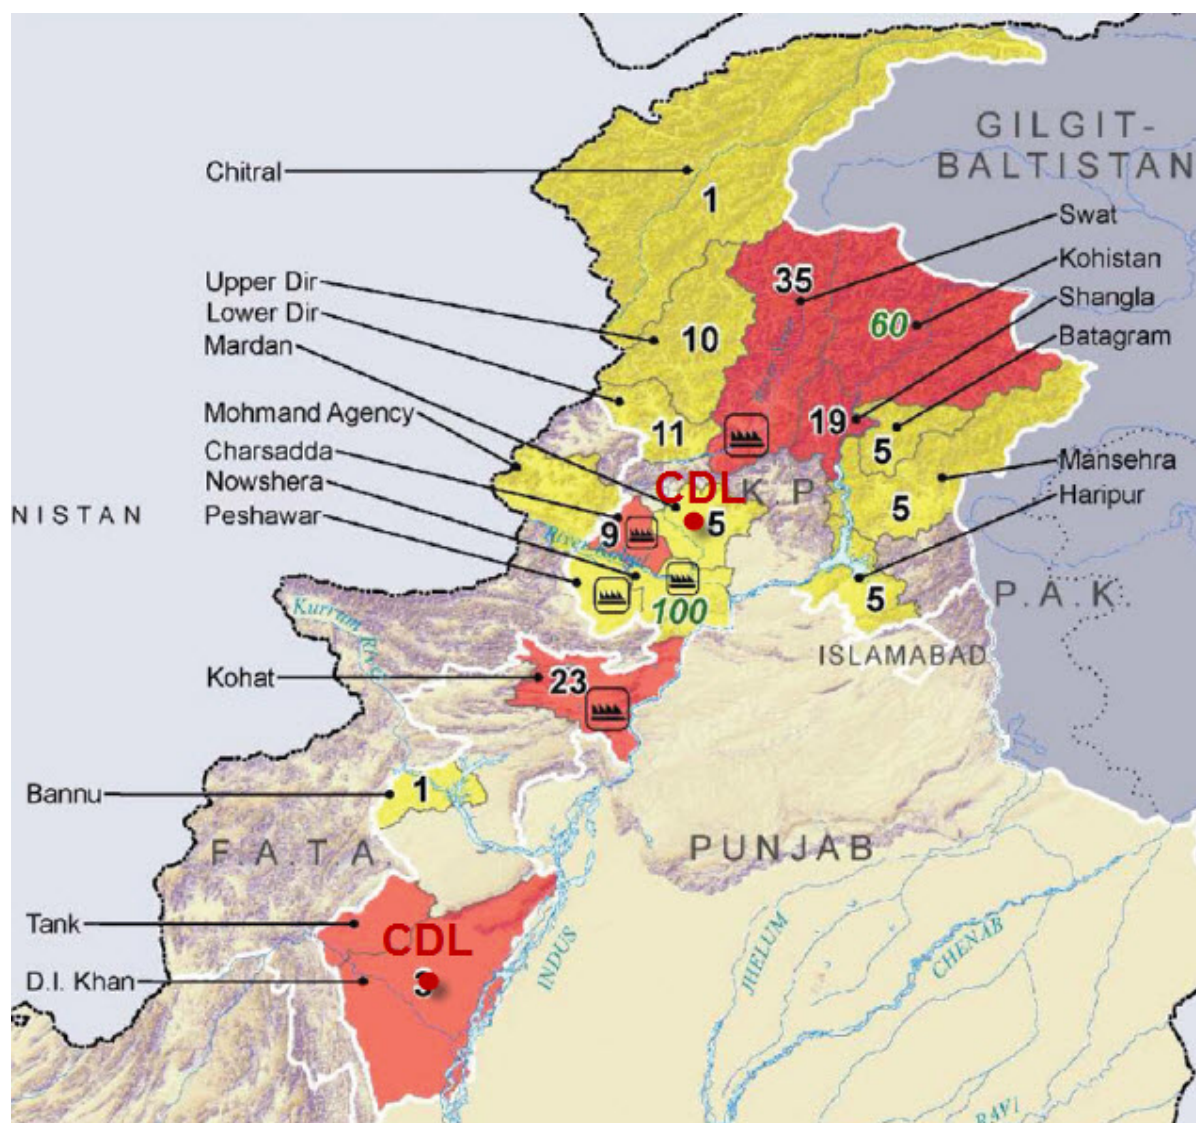 GILGIT-
BALTISTAN
Chitral
1
Swat
35
Kohistan
Upper Dir
Shangla
Lower Dir
60
Batagram
Mardan
10
Mohmand Agency
19
11
5
Charsadda
Mansehra
Nowshera
CDL
K P
Haripur
NISTAN
Peshawar
9
5
5
River Kabul
100
5
P.A.K.
Kurram River
ISLAMABAD
Kohat
23
Bannu
1
F.A.T.A.
PUNJAB
Tank
CDL
JHELUM
CHENAB
INDUS
D.I. Khan
3
RAVI